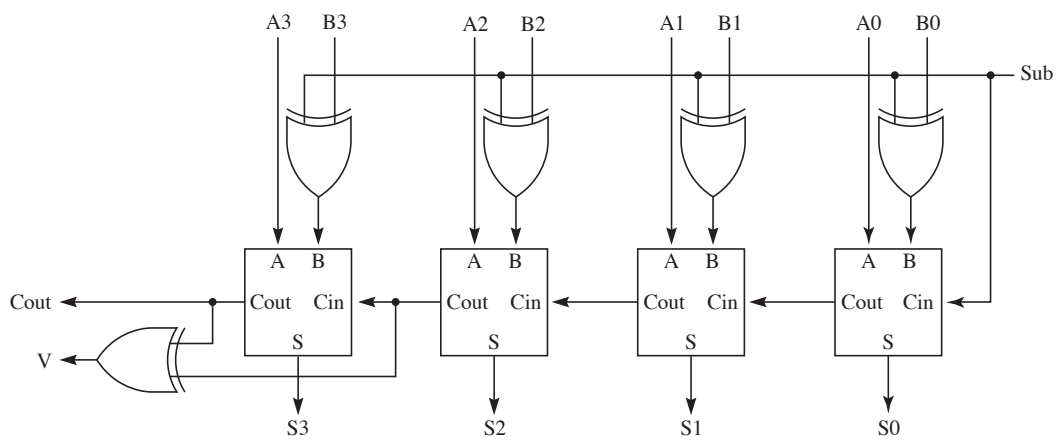 A3 B3 A2 B2 A1 B1 A0 B0
Sub
A B A B A B A B
Cout Cout Cin Cout Cin Cout Cin Cout Cin
S S S S
V
S3 S2 S1 S0